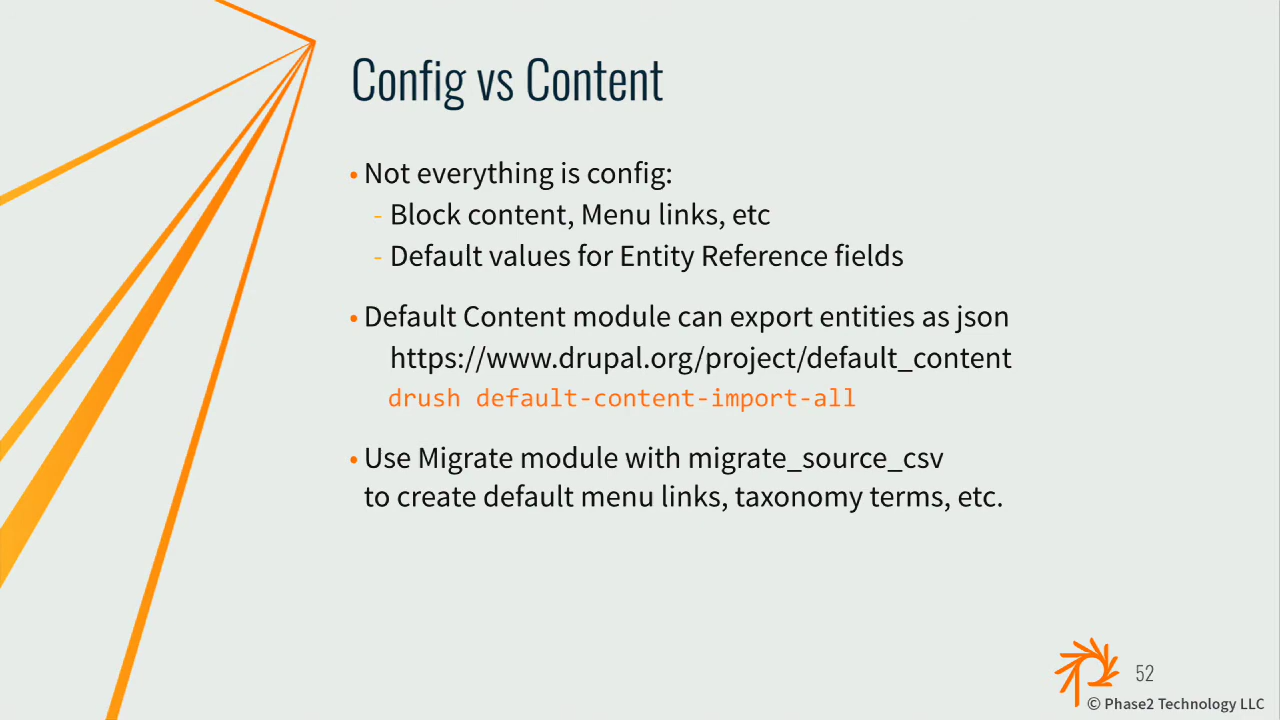 Config vs Content
• Not everything is config:
- Block content, Menu links, etc
- Default values for Entity Reference fields
• Default Content module can export entities as json
https://www.drupal.org/project/default_content
drush default-content-import-all
• Use Migrate module with migrate_source_csv
to create default menu links, taxonomy terms, etc.
52
© Phase2 Technology LLC